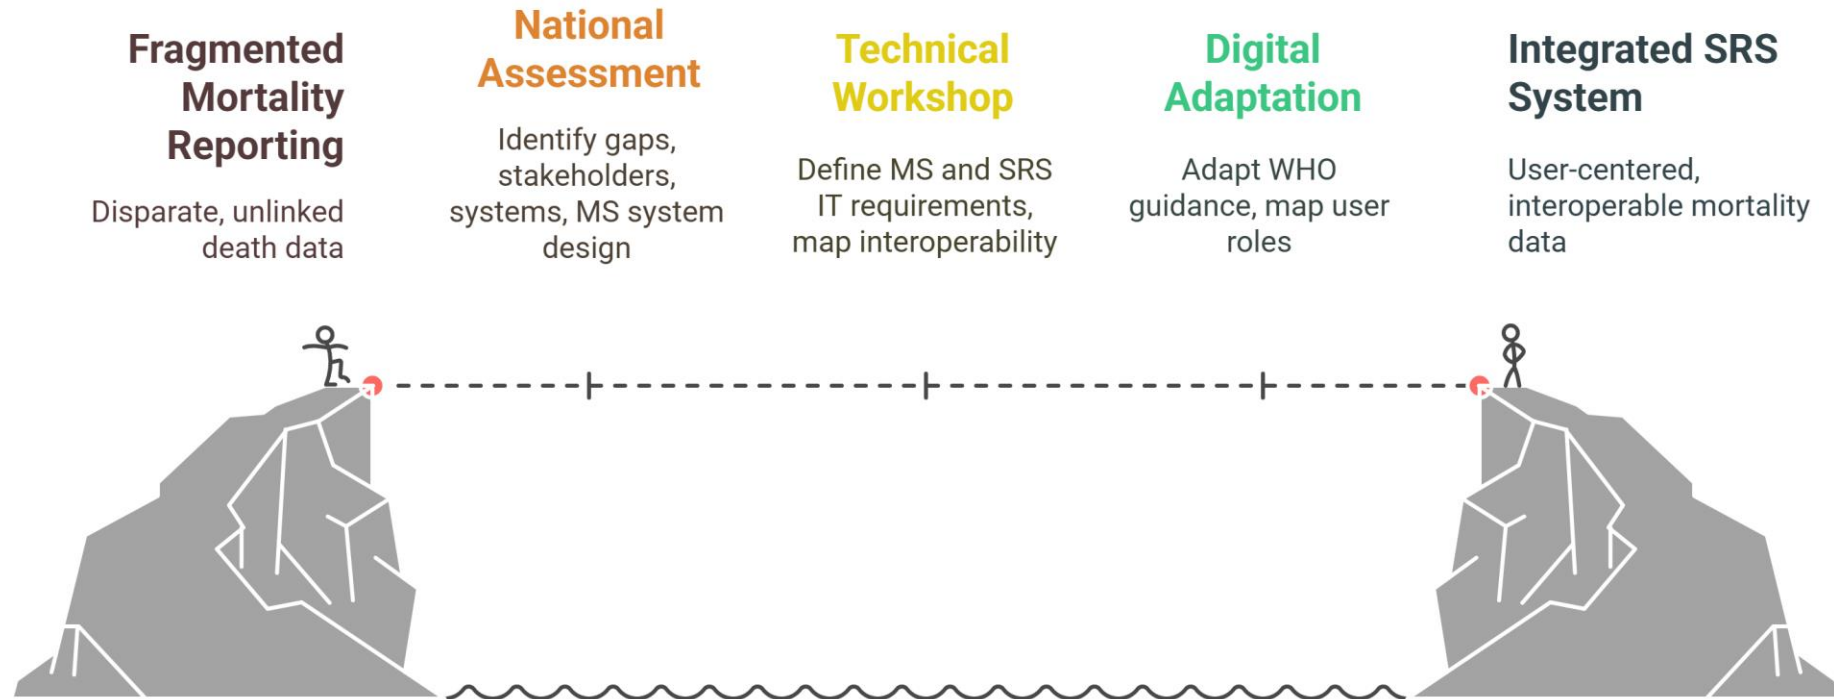 Fragmented
Mortality
Reporting
Disparate, unlinked
death data
National
Assessment
Identify gaps,
stakeholders,
systems, MS system
design
Technical
Workshop
Define MS and SRS
IT requirements,
map interoperability
Digital
Adaptation
Adapt WHO
guidance, map user
roles
Integrated SRS
System
User-centered,
interoperable mortality
data